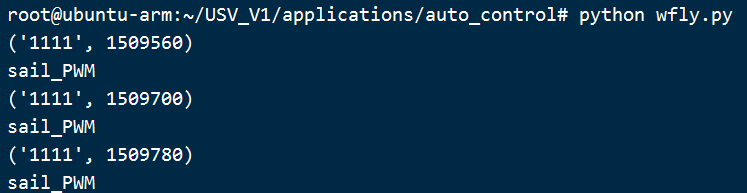 root@ubuntu-arm:~/USV_V1/applications/auto_control# python wfly.py
('1111', 1509560)
sail_PWM
('1111', 1509700)
sail_PWM
('1111', 1509780)
sail_PWM